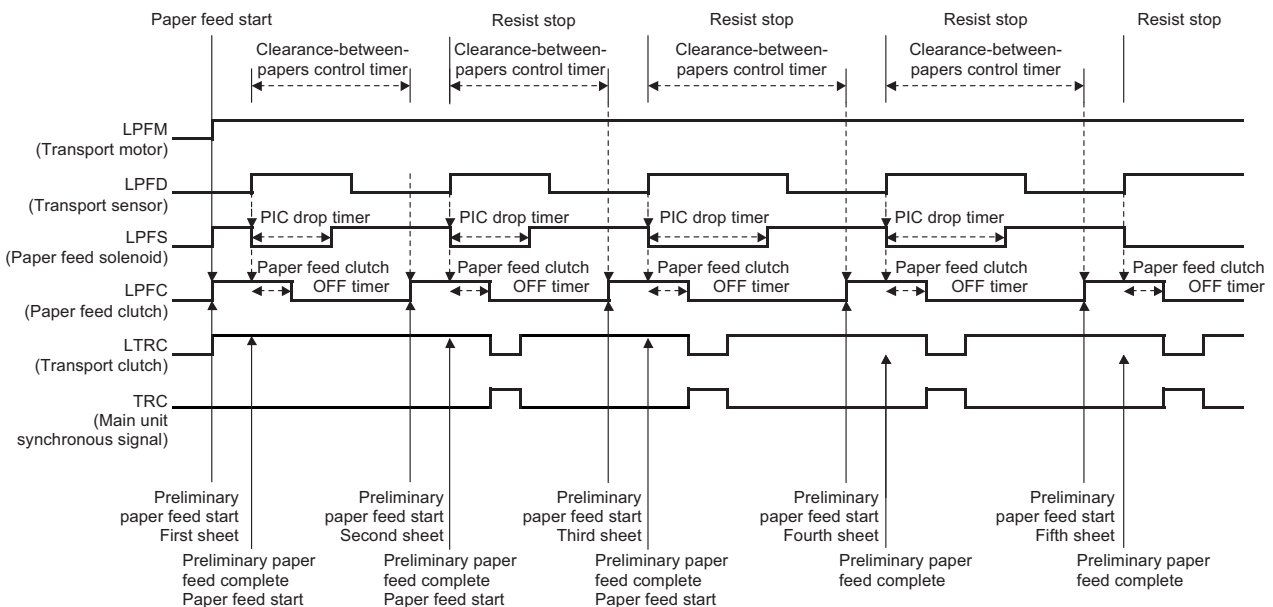 Paper feed start
Resist stop
Resist stop
Resist stop
Resist stop
Clearance-between-
papers control timer
Clearance-between-
papers control timer
Clearance-between-
papers control timer
Clearance-between-
papers control timer
LPFM
(Transport motor)
LPFD
(Transport sensor)
PIC drop timer
PIC drop timer
PIC drop timer
PIC drop timer
LPFS
(Paper feed solenoid)
Paper feed clutch
OFF timer
Paper feed clutch
OFF timer
Paper feed clutch
OFF timer
Paper feed clutch
OFF timer
Paper feed clutch
OFF timer
LPFC
(Paper feed clutch)
LTRC
(Transport clutch)
TRC
(Main unit
synchronous signal)
Preliminary
paper feed start
First sheet
Preliminary
paper feed start
Second sheet
Preliminary
paper feed start
Third sheet
Preliminary
paper feed start
Fourth sheet
Preliminary
paper feed start
Fifth sheet
Preliminary paper
feed complete
Paper feed start
Preliminary paper
feed complete
Paper feed start
Preliminary paper
feed complete
Paper feed start
Preliminary paper
feed complete
Preliminary paper
feed complete